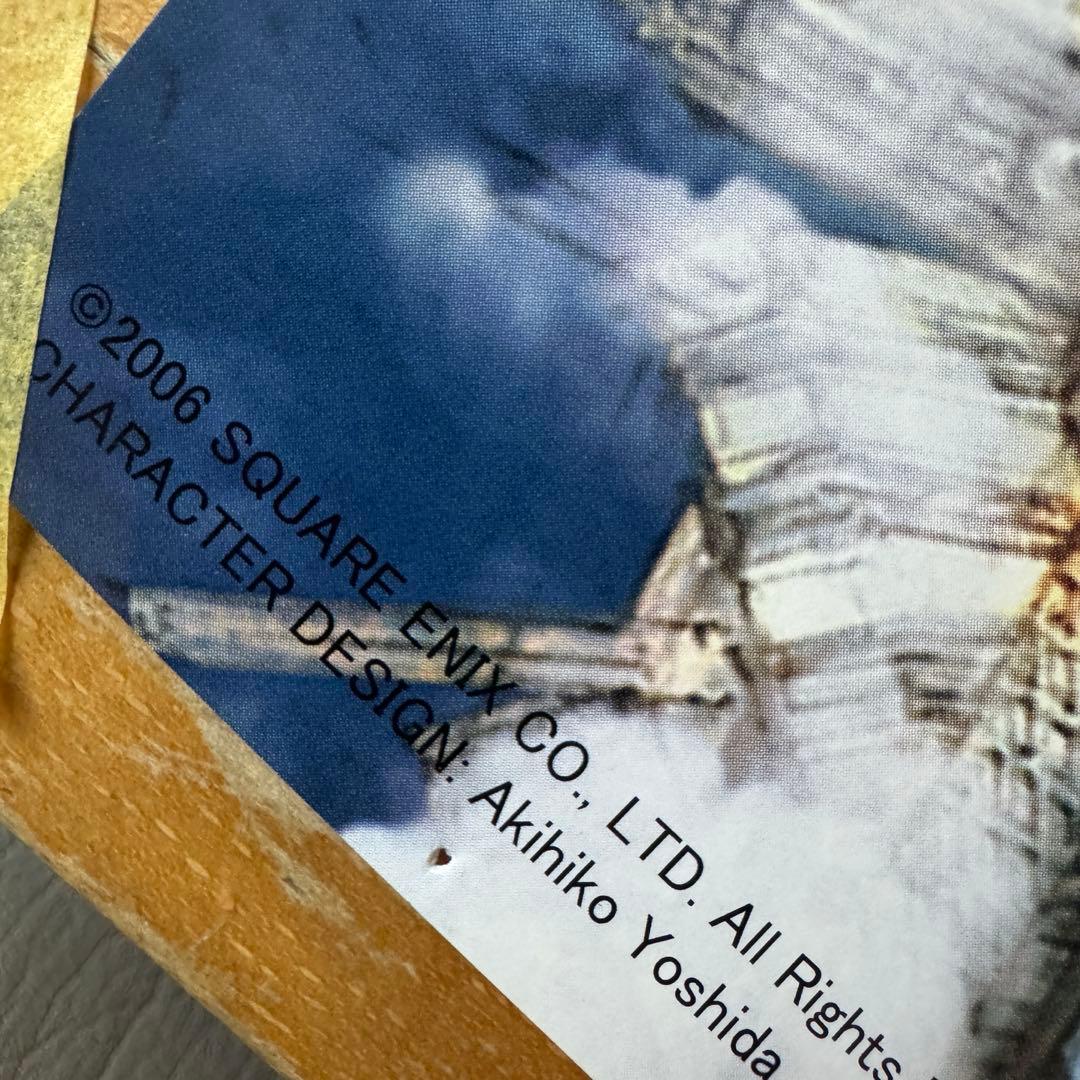 ©2006 SQUARE ENIX CO., LTD. All Rights
CHARACTER DESIGN: Akihiko Yoshida